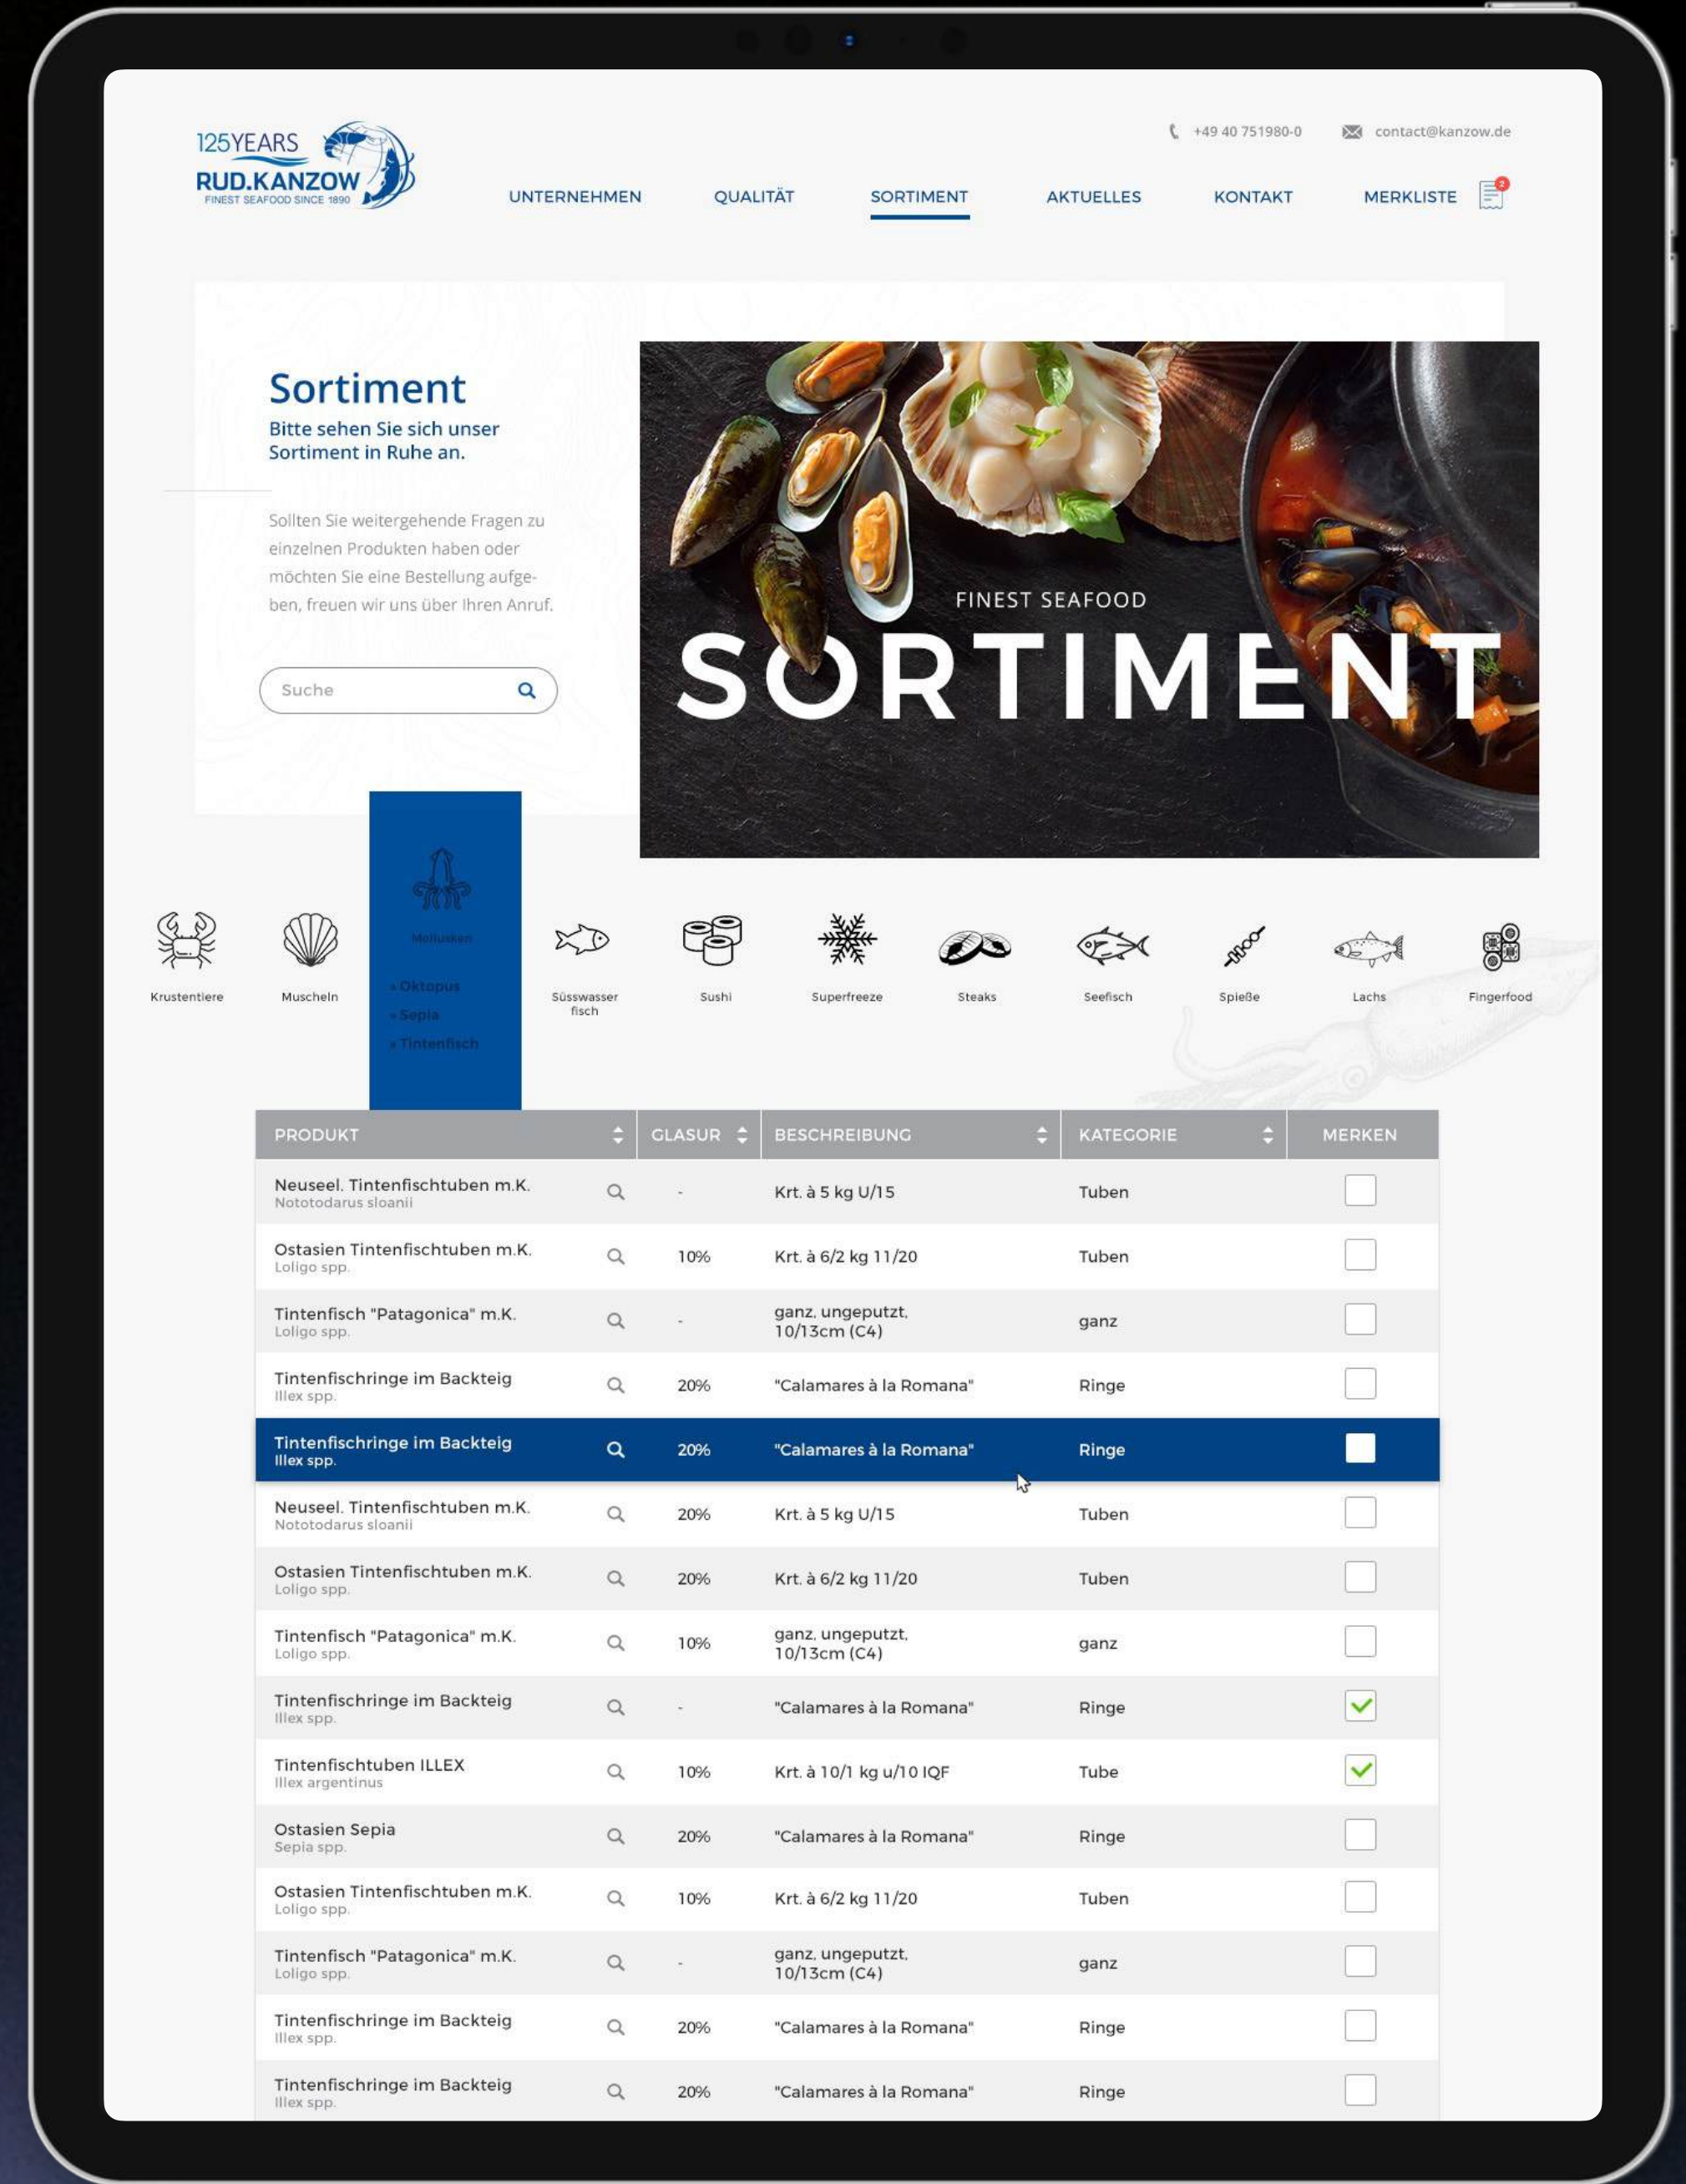 125YEARS
RUD.KANZOW
FINEST SEAFOOD SINCE 1890
+49 40 751980-0
contact@kanzow.de
UNTERNEHMEN
QUALITÄT
SORTIMENT
AKTUELLES
KONTAKT
MERKLISTE
2
Sortiment
Bitte sehen Sie sich unser
Sortiment in Ruhe an.
Sollten Sie weitergehende Fragen zu
einzelnen Produkten haben oder
möchten Sie eine Bestellung aufge-
ben, freuen wir uns über Ihren Anruf.
Suche
FINEST SEAFOOD
SORTIMENT
Krustentiere
Muscheln
Mollusken
» Oktopus
» Sepia
» Tintenfisch
Süsswasser
fisch
Sushi
Superfreeze
Steaks
Seefisch
Spieße
Lachs
Fingerfood
PRODUKT GLASUR BESCHREIBUNG KATEGORIE MERKEN
Neuseel. Tintenfischtuben m.K.
Nototodarus sloanii
-
Krt. à 5 kg U/15
Tuben
Ostasien Tintenfischtuben m.K.
Loligo spp.
10%
Krt. à 6/2 kg 11/20
Tuben
Tintenfisch "Patagonica" m.K.
Loligo spp.
-
ganz, ungeputzt,
10/13cm (C4)
ganz
Tintenfischringe im Backteig
Illex spp.
20%
"Calamares à la Romana"
Ringe
Tintenfischringe im Backteig
Illex spp.
20%
"Calamares à la Romana"
Ringe
Neuseel. Tintenfischtuben m.K.
Nototodarus sloanii
20%
Krt. à 5 kg U/15
Tuben
Ostasien Tintenfischtuben m.K.
Loligo spp.
20%
Krt. à 6/2 kg 11/20
Tuben
Tintenfisch "Patagonica" m.K.
Loligo spp.
10%
ganz, ungeputzt,
10/13cm (C4)
ganz
Tintenfischringe im Backteig
Illex spp.
-
"Calamares à la Romana"
Ringe
Tintenfischtuben ILLEX
Illex argentinus
10%
Krt. à 10/1 kg u/10 IQF
Tube
Ostasien Sepia
Sepia spp.
20%
"Calamares à la Romana"
Ringe
Ostasien Tintenfischtuben m.K.
Loligo spp.
10%
Krt. à 6/2 kg 11/20
Tuben
Tintenfisch "Patagonica" m.K.
Loligo spp.
-
ganz, ungeputzt,
10/13cm (C4)
ganz
Tintenfischringe im Backteig
Illex spp.
20%
"Calamares à la Romana"
Ringe
Tintenfischringe im Backteig
Illex spp.
20%
"Calamares à la Romana"
Ringe